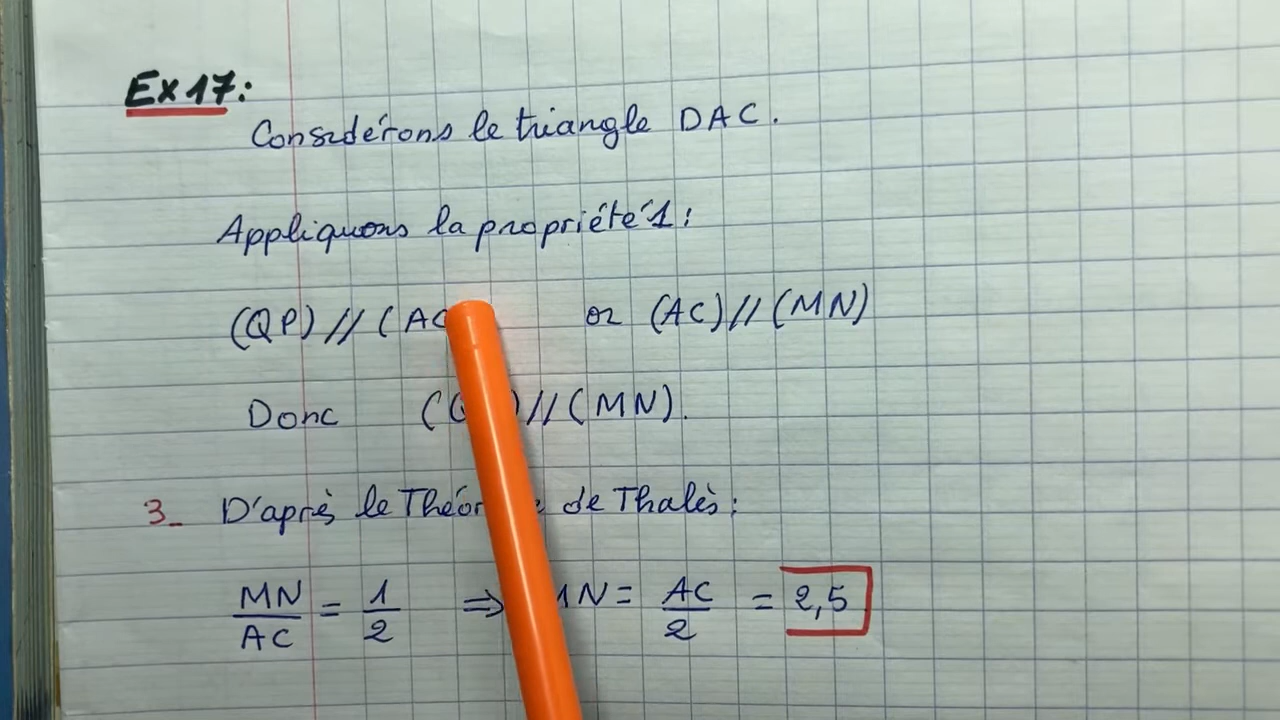 Ex 17:
Considérons le triangle DAC.
Appliquons la propriété 1:
(QP) // (AC or (AC) // (MN)
Donc ( ) // (MN).
3_ D'après le de Thalès:
MN/AC = 1/2 ⇒ N = AC/2 = 2,5